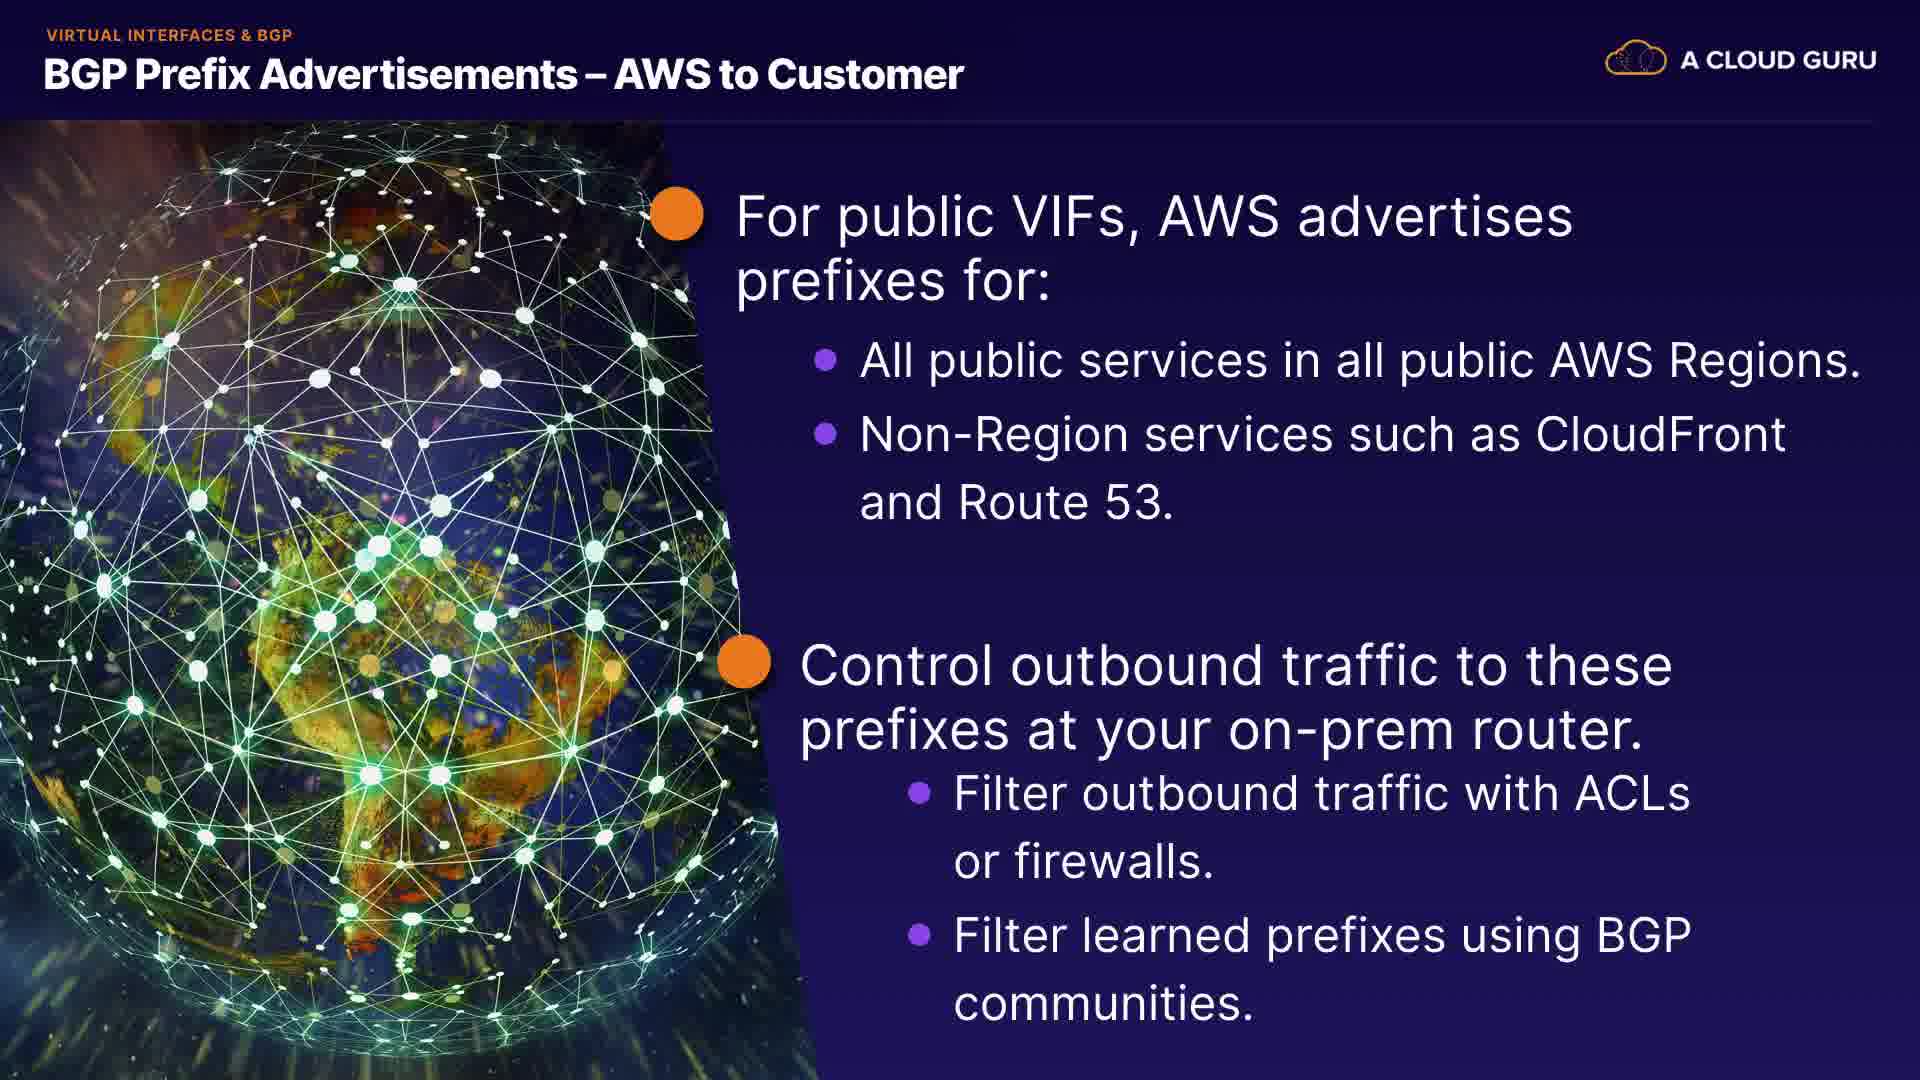 VIRTUAL INTERFACES & BGP
BGP Prefix Advertisements – AWS to Customer
A CLOUD GURU
For public VIFs, AWS advertises
prefixes for:
All public services in all public AWS Regions.
Non-Region services such as CloudFront
and Route 53.
Control outbound traffic to these
prefixes at your on-prem router.
Filter outbound traffic with ACLs
or firewalls.
Filter learned prefixes using BGP
communities.